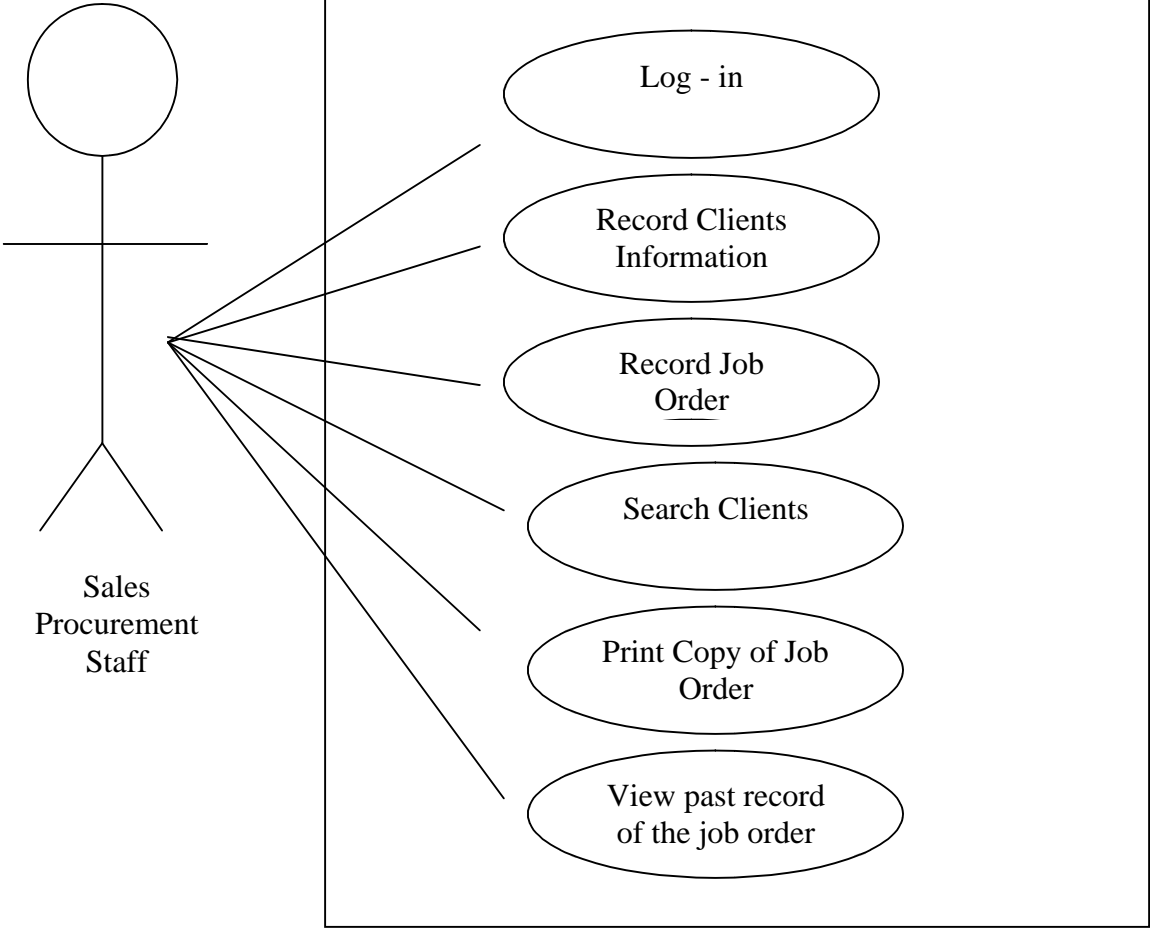 Log - in
Record Clients
Information
Record Job
Order
Search Clients
Sales
Procurement
Staff
Print Copy of Job
Order
View past record
of the job order